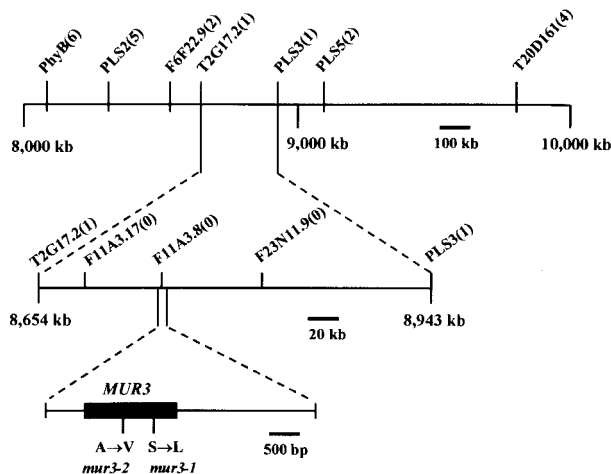 PhyB(6)
PLS2(5)
F6F22.9(2)
T2G17.2(1)
PLS3(1)
PLS5(2)
T20D161(4)
8,000 kb
9,000 kb
100 kb
10,000 kb
T2G17.2(1)
F11A3.17(0)
F11A3.8(0)
F23N11.9(0)
PLS3(1)
8,654 kb
20 kb
8,943 kb
MUR3
A→V
S→L
500 bp
mur3-2
mur3-1